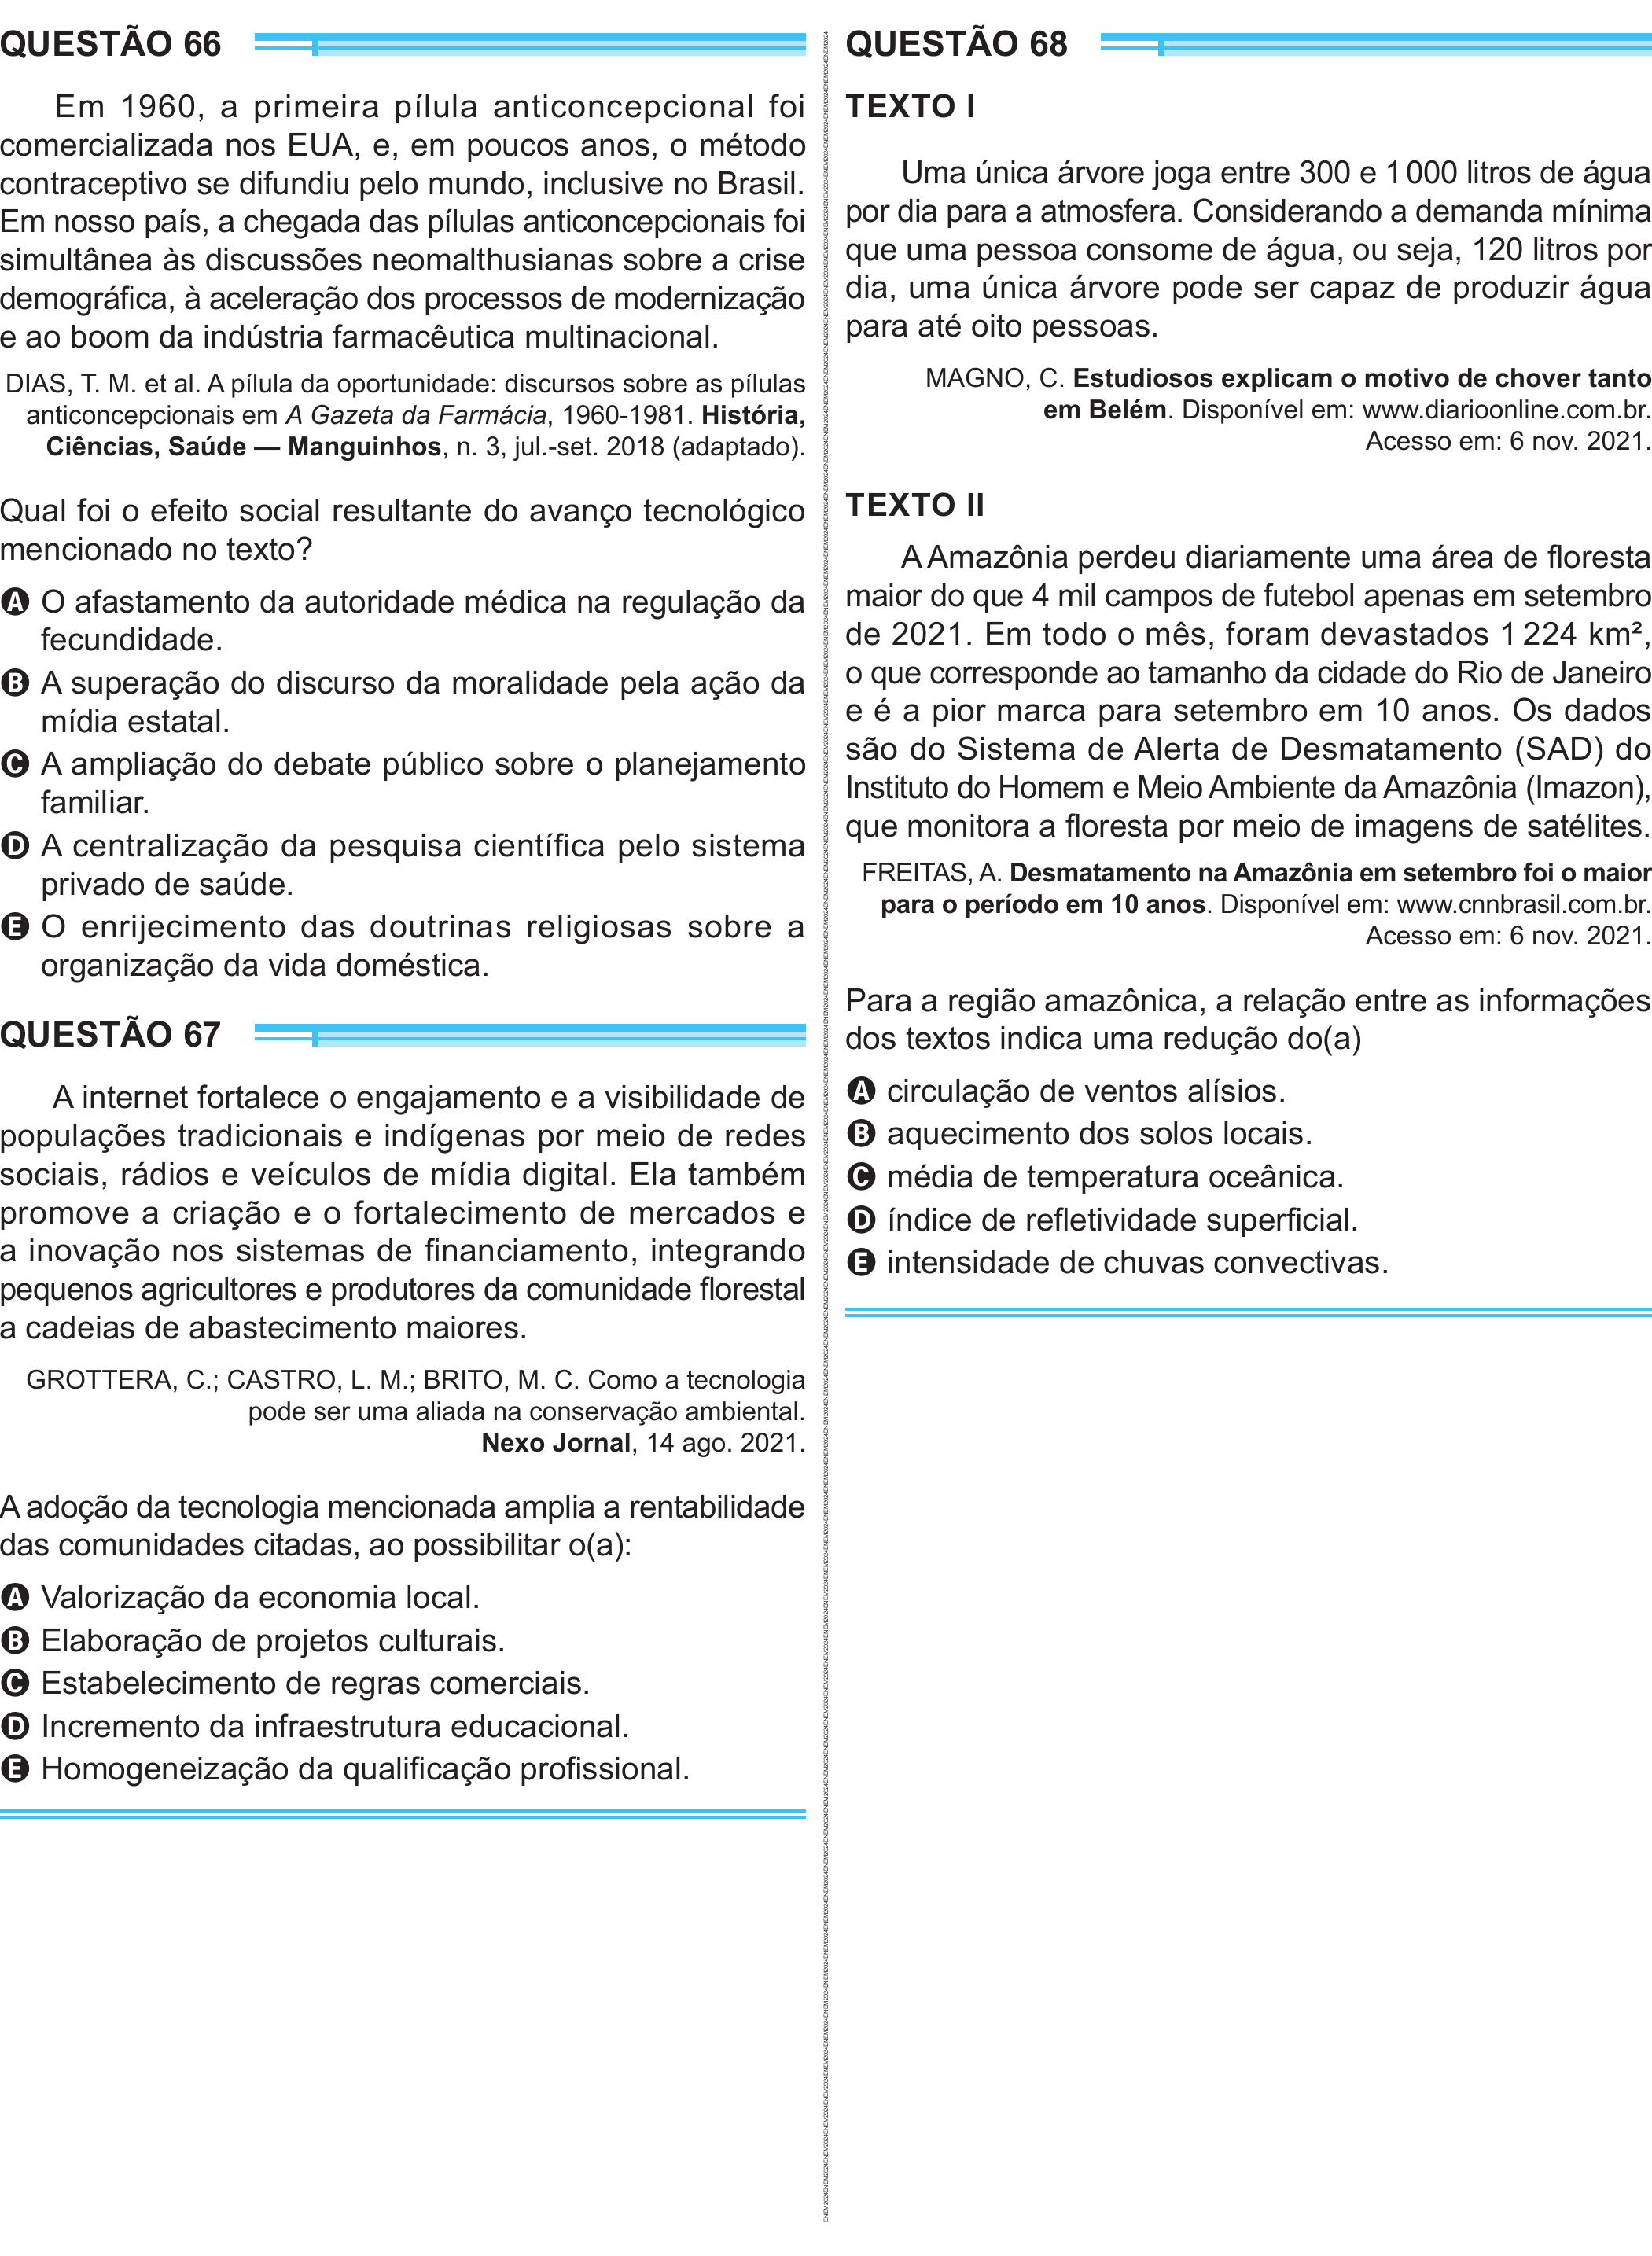 QUESTÃO 66
Em 1960, a primeira pílula anticoncepcional foi
comercializada nos EUA, e, em poucos anos, o método
contraceptivo se difundiu pelo mundo, inclusive no Brasil.
Em nosso país, a chegada das pílulas anticoncepcionais foi
simultânea às discussões neomalthusianas sobre a crise
demográfica, à aceleração dos processos de modernização
e ao boom da indústria farmacêutica multinacional.
DIAS, T. M. et al. A pílula da oportunidade: discursos sobre as pílulas
anticoncepcionais em A Gazeta da Farmácia, 1960-1981. História,
Ciências, Saúde — Manguinhos, n. 3, jul.-set. 2018 (adaptado).
Qual foi o efeito social resultante do avanço tecnológico
mencionado no texto?
A O afastamento da autoridade médica na regulação da
fecundidade.
B A superação do discurso da moralidade pela ação da
mídia estatal.
C A ampliação do debate público sobre o planejamento
familiar.
D A centralização da pesquisa científica pelo sistema
privado de saúde.
E O enrijecimento das doutrinas religiosas sobre a
organização da vida doméstica.
QUESTÃO 67
A internet fortalece o engajamento e a visibilidade de
populações tradicionais e indígenas por meio de redes
sociais, rádios e veículos de mídia digital. Ela também
promove a criação e o fortalecimento de mercados e
a inovação nos sistemas de financiamento, integrando
pequenos agricultores e produtores da comunidade florestal
a cadeias de abastecimento maiores.
GROTTERA, C.; CASTRO, L. M.; BRITO, M. C. Como a tecnologia
pode ser uma aliada na conservação ambiental.
Nexo Jornal, 14 ago. 2021.
A adoção da tecnologia mencionada amplia a rentabilidade
das comunidades citadas, ao possibilitar o(a):
A Valorização da economia local.
B Elaboração de projetos culturais.
C Estabelecimento de regras comerciais.
D Incremento da infraestrutura educacional.
E Homogeneização da qualificação profissional.
QUESTÃO 68
TEXTO I
Uma única árvore joga entre 300 e 1 000 litros de água
por dia para a atmosfera. Considerando a demanda mínima
que uma pessoa consome de água, ou seja, 120 litros por
dia, uma única árvore pode ser capaz de produzir água
para até oito pessoas.
MAGNO, C. Estudiosos explicam o motivo de chover tanto
em Belém. Disponível em: www.diarioonline.com.br.
Acesso em: 6 nov. 2021.
TEXTO II
A Amazônia perdeu diariamente uma área de floresta
maior do que 4 mil campos de futebol apenas em setembro
de 2021. Em todo o mês, foram devastados 1 224 km²,
o que corresponde ao tamanho da cidade do Rio de Janeiro
e é a pior marca para setembro em 10 anos. Os dados
são do Sistema de Alerta de Desmatamento (SAD) do
Instituto do Homem e Meio Ambiente da Amazônia (Imazon),
que monitora a floresta por meio de imagens de satélites.
FREITAS, A. Desmatamento na Amazônia em setembro foi o maior
para o período em 10 anos. Disponível em: www.cnnbrasil.com.br.
Acesso em: 6 nov. 2021.
Para a região amazônica, a relação entre as informações
dos textos indica uma redução do(a)
A circulação de ventos alísios.
B aquecimento dos solos locais.
C média de temperatura oceânica.
D índice de refletividade superficial.
E intensidade de chuvas convectivas.